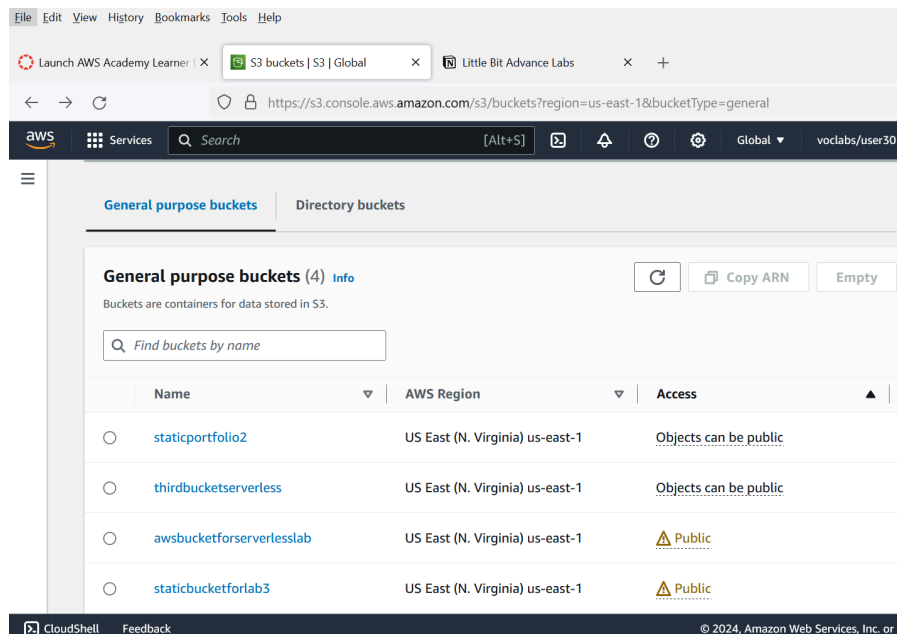 File Edit View History Bookmarks Tools Help
Launch AWS Academy Learner S3 buckets | S3 | Global Little Bit Advance Labs
https://s3.console.aws.amazon.com/s3/buckets?region=us-east-1&bucketType=general
aws Services Search [Alt+S] Global voclabs/user30
General purpose buckets Directory buckets
General purpose buckets (4) Info Copy ARN Empty
Buckets are containers for data stored in S3.
Find buckets by name
Name AWS Region Access
staticportfolio2 US East (N. Virginia) us-east-1 Objects can be public
thirdbucketserverless US East (N. Virginia) us-east-1 Objects can be public
awsbucketforserverlesslab US East (N. Virginia) us-east-1 Public
staticbucketforlab3 US East (N. Virginia) us-east-1 Public
CloudShell Feedback © 2024, Amazon Web Services, Inc. or